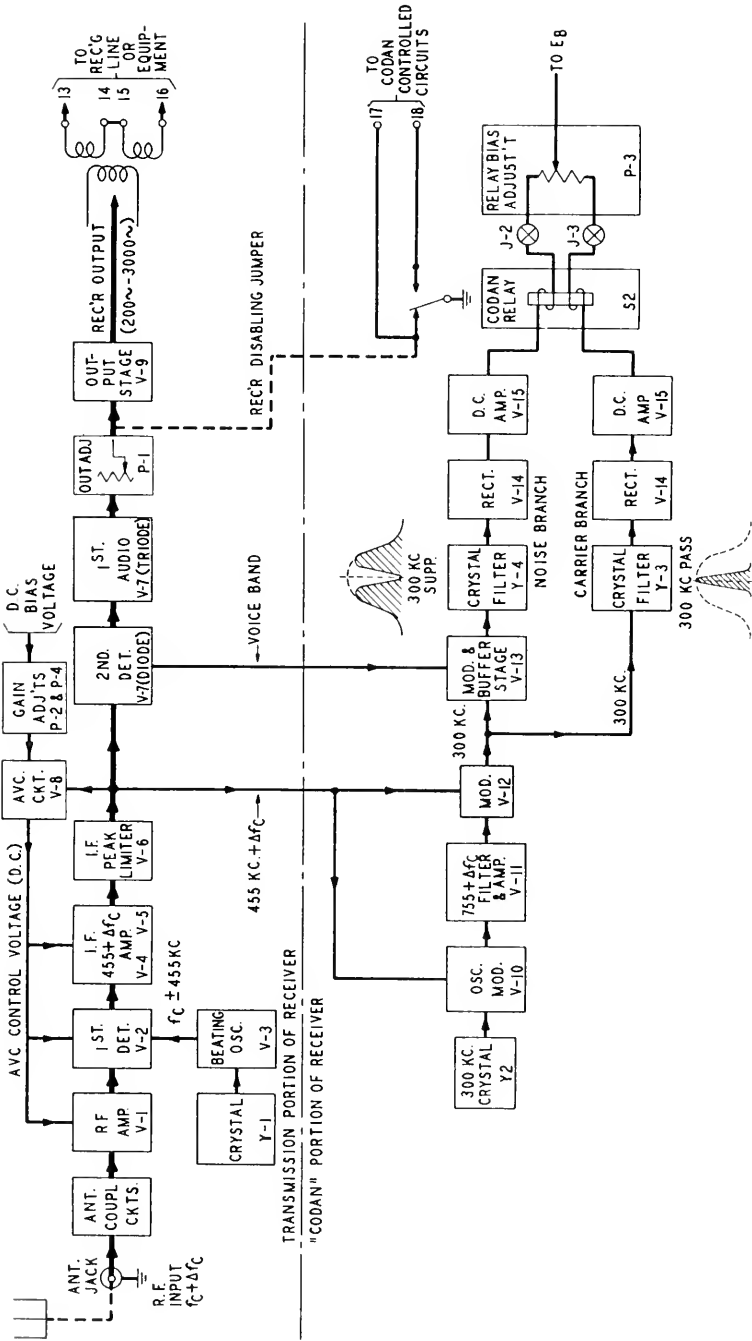 ANT.
JACK
R.F.
INPUT
fC+ΔfC
ANT.
COUPL
CKTS.
RF
AMP.
V-1
1ST.
DET.
V-2
I.F.
455+ΔfC
AMP.
V-4 V-5
I.F.
PEAK
LIMITER
V-6
AVC.
CKT.
V-8
GAIN
ADJ'TS
P-2 & P-4
D.C.
BIAS
VOLTAGE
AVC CONTROL VOLTAGE (D.C.)
2ND.
DET.
V-7(DIODE)
1ST.
AUDIO
V-7(TRIODE)
OUT ADJ
P-1
OUT-
PUT
STAGE
V-9
REC'R OUTPUT
(200~-3000~)
13
14
15
16
TO
REC'G
LINE
OR
EQUIP-
MENT
CRYSTAL
Y-1
BEATING
OSC.
V-3
fC ± 455KC
455 KC.+ΔfC
VOICE BAND
REC'R DISABLING JUMPER
TRANSMISSION PORTION OF RECEIVER
"CODAN" PORTION OF RECEIVER
300 KC.
CRYSTAL
Y2
OSC.
MOD.
V-10
755+ΔfC
FILTER
& AMP.
V-11
MOD.
V-12
300 KC.
MOD. &
BUFFER
STAGE
V-13
300 KC
SUPP.
CRYSTAL
FILTER
Y-4
RECT.
V-14
D.C.
AMP.
V-15
NOISE BRANCH
CARRIER BRANCH
300 KC.
CRYSTAL
FILTER
Y-3
RECT.
V-14
D.C.
AMP
V-15
300 KC PASS
CODAN
RELAY
S2
J-2
J-3
RELAY BIAS
ADJUST'T
P-3
TO EB
17
18
TO
CODAN
CONTROLLED
CIRCUITS